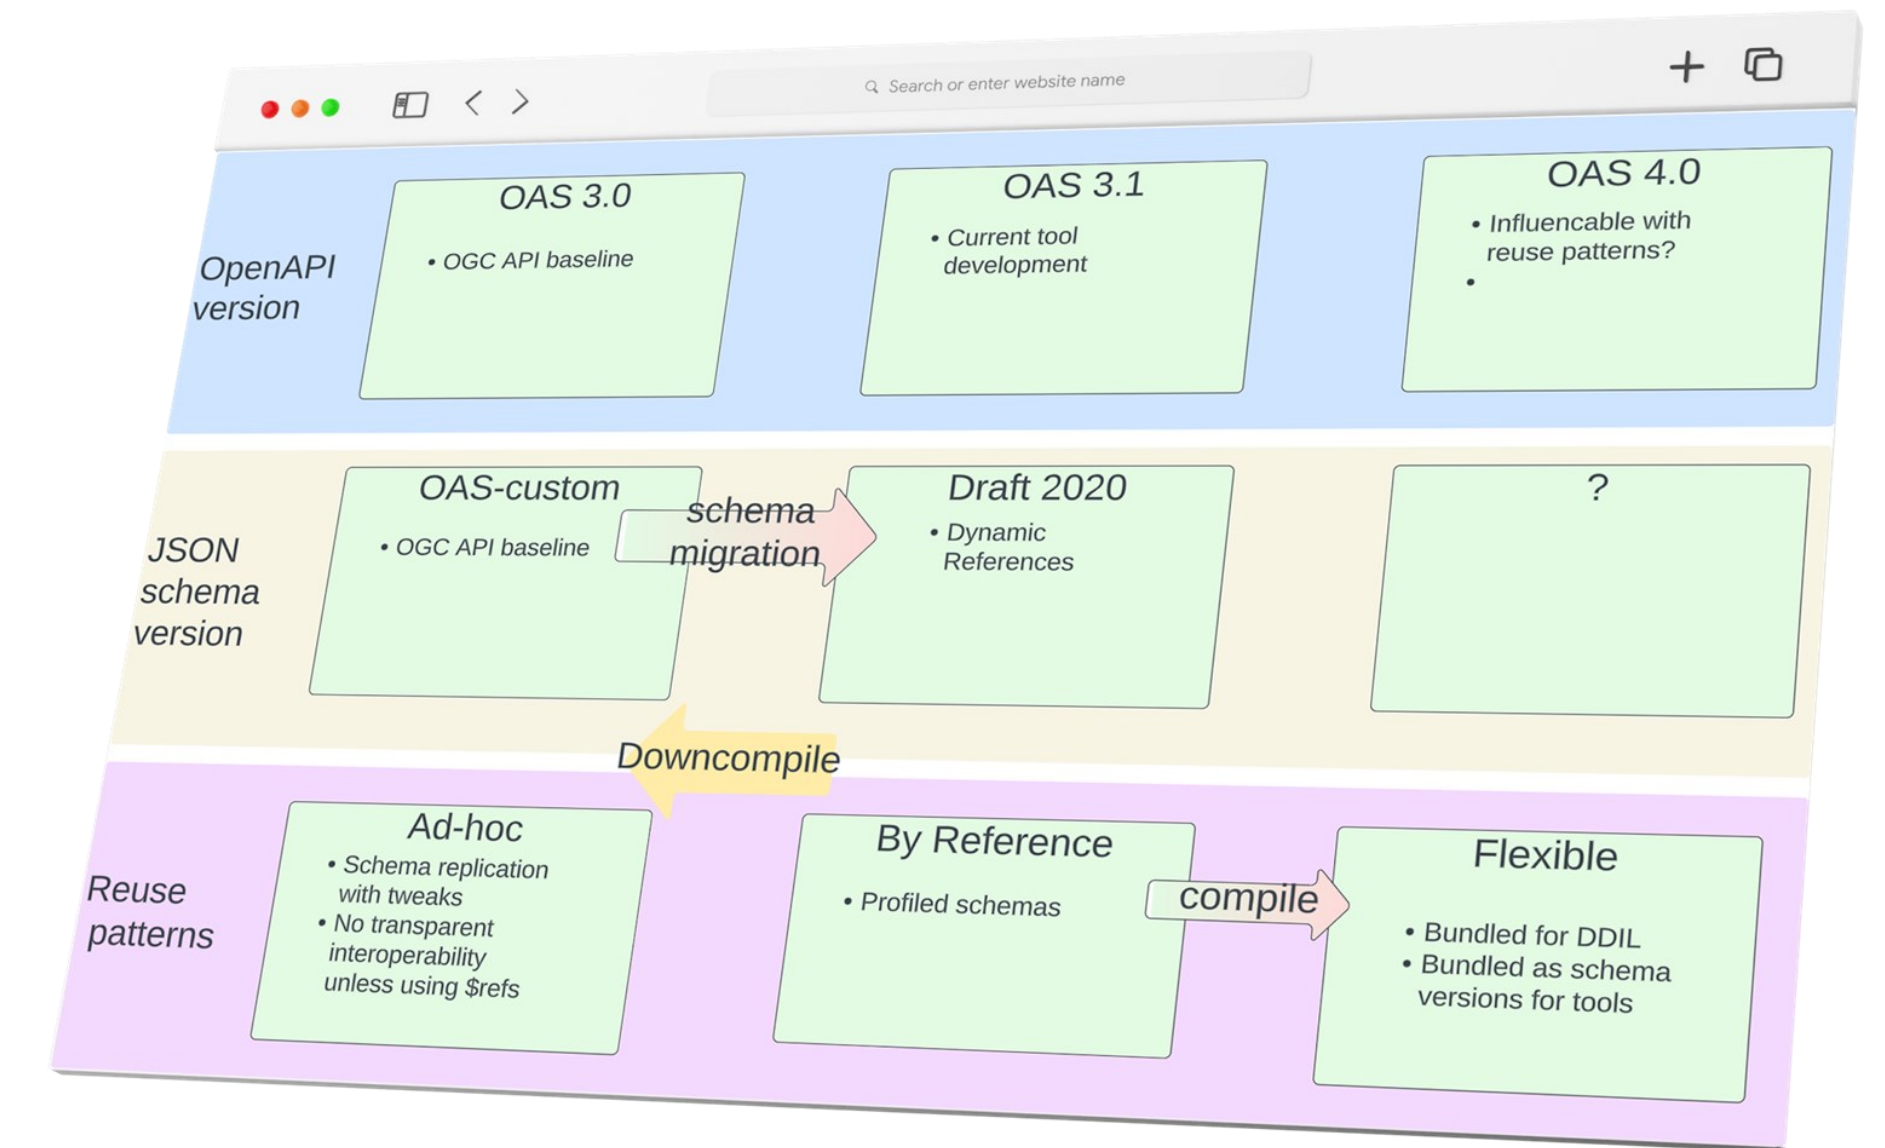 Search or enter website name
OpenAPI
version
OAS 3.0
• OGC API baseline
OAS 3.1
• Current tool
development
OAS 4.0
• Influencable with
reuse patterns?
•
JSON
schema
version
OAS-custom
• OGC API baseline
schema
migration
Draft 2020
• Dynamic
References
?
Downcompile
Reuse
patterns
Ad-hoc
• Schema replication
with tweaks
• No transparent
interoperability
unless using $refs
By Reference
• Profiled schemas
compile
Flexible
• Bundled for DDIL
• Bundled as schema
versions for tools